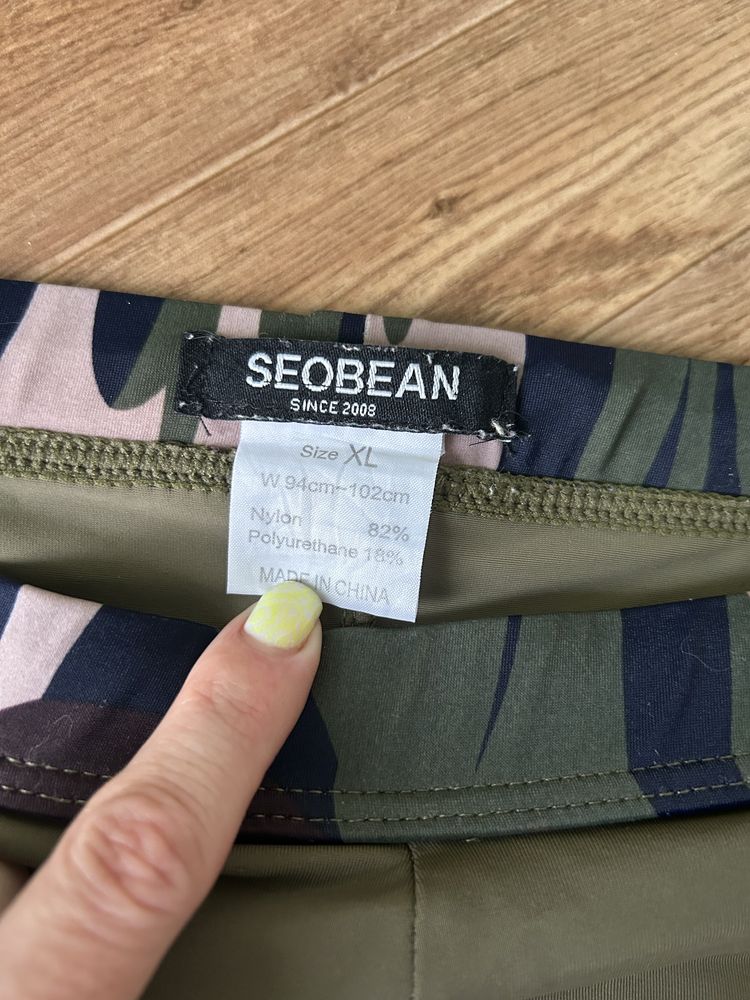 SEOBEAN
SINCE 2008
Size XL
W 94cm~102cm
Nylon 82%
Polyurethane 18%
MADE IN CHINA